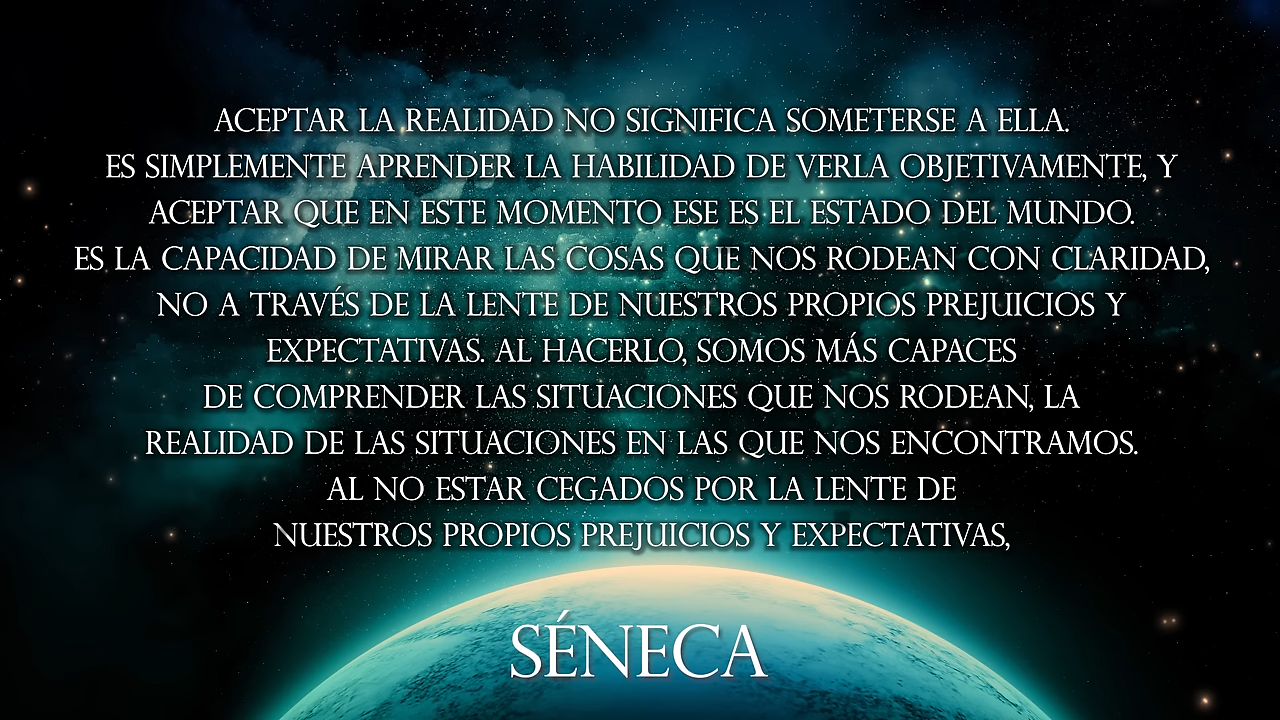 ACEPTAR LA REALIDAD NO SIGNIFICA SOMETERSE A ELLA.
ES SIMPLEMENTE APRENDER LA HABILIDAD DE VERLA OBJETIVAMENTE, Y
ACEPTAR QUE EN ESTE MOMENTO ESE ES EL ESTADO DEL MUNDO.
ES LA CAPACIDAD DE MIRAR LAS COSAS QUE NOS RODEAN CON CLARIDAD,
NO A TRAVÉS DE LA LENTE DE NUESTROS PROPIOS PREJUICIOS Y
EXPECTATIVAS. AL HACERLO, SOMOS MÁS CAPACES
DE COMPRENDER LAS SITUACIONES QUE NOS RODEAN, LA
REALIDAD DE LAS SITUACIONES EN LAS QUE NOS ENCONTRAMOS.
AL NO ESTAR CEGADOS POR LA LENTE DE
NUESTROS PROPIOS PREJUICIOS Y EXPECTATIVAS,
SÉNECA